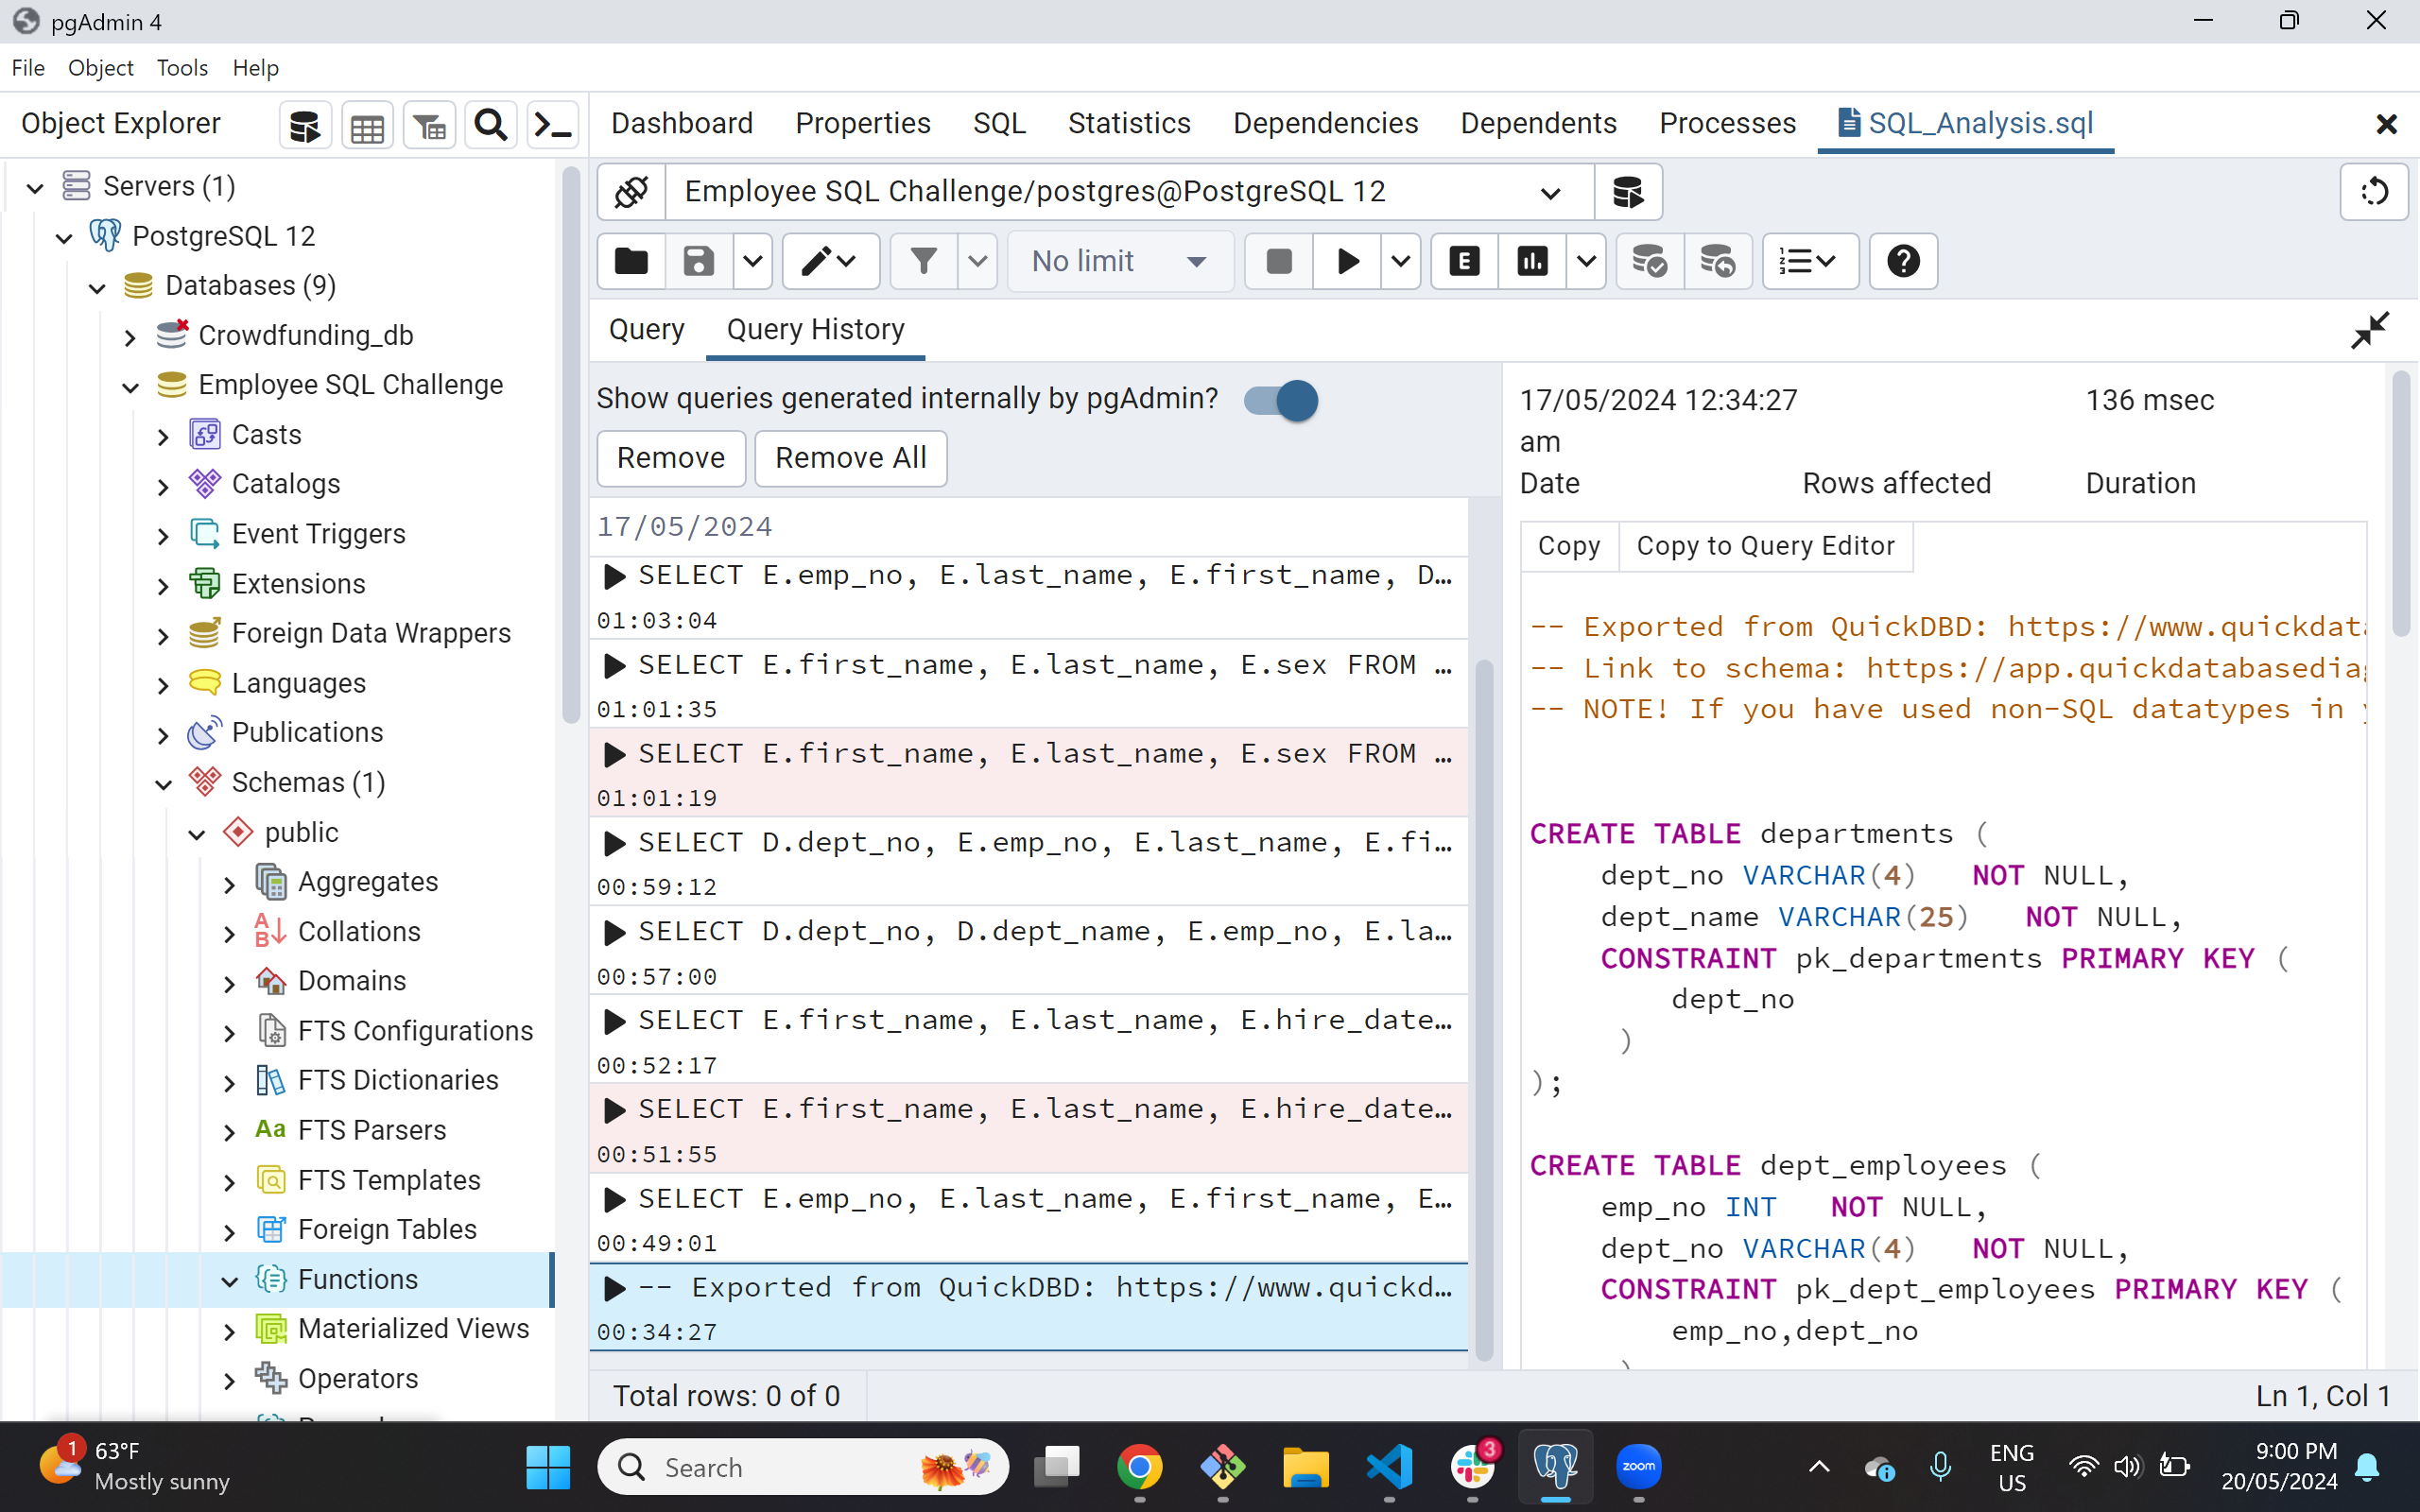 pgAdmin 4
File Object Tools Help
Object Explorer
Dashboard Properties SQL Statistics Dependencies Dependents Processes SQL_Analysis.sql
Servers (1)
PostgreSQL 12
Databases (9)
Crowdfunding_db
Employee SQL Challenge
Casts
Catalogs
Event Triggers
Extensions
Foreign Data Wrappers
Languages
Publications
Schemas (1)
public
Aggregates
Collations
Domains
FTS Configurations
FTS Dictionaries
Aa FTS Parsers
FTS Templates
Foreign Tables
Functions
Materialized Views
Operators
Employee SQL Challenge/postgres@PostgreSQL 12
No limit
E
Query Query History
Show queries generated internally by pgAdmin?
Remove Remove All
17/05/2024
SELECT E.emp_no, E.last_name, E.first_name, D...
01:03:04
SELECT E.first_name, E.last_name, E.sex FROM ...
01:01:35
SELECT E.first_name, E.last_name, E.sex FROM ...
01:01:19
SELECT D.dept_no, E.emp_no, E.last_name, E.fi...
00:59:12
SELECT D.dept_no, D.dept_name, E.emp_no, E.la...
00:57:00
SELECT E.first_name, E.last_name, E.hire_date...
00:52:17
SELECT E.first_name, E.last_name, E.hire_date...
00:51:55
SELECT E.emp_no, E.last_name, E.first_name, E...
00:49:01
-- Exported from QuickDBD: https://www.quickd...
00:34:27
17/05/2024 12:34:27 136 msec
am
Date Rows affected Duration
Copy Copy to Query Editor
-- Exported from QuickDBD: https://www.quickdat
-- Link to schema: https://app.quickdatabasedia
-- NOTE! If you have used non-SQL datatypes in
CREATE TABLE departments (
dept_no VARCHAR(4) NOT NULL,
dept_name VARCHAR(25) NOT NULL,
CONSTRAINT pk_departments PRIMARY KEY (
dept_no
)
);
CREATE TABLE dept_employees (
emp_no INT NOT NULL,
dept_no VARCHAR(4) NOT NULL,
CONSTRAINT pk_dept_employees PRIMARY KEY (
emp_no,dept_no
Total rows: 0 of 0
Ln 1, Col 1
1
63°F
Mostly sunny
Search
3
zoom
ENG
US
9:00 PM
20/05/2024